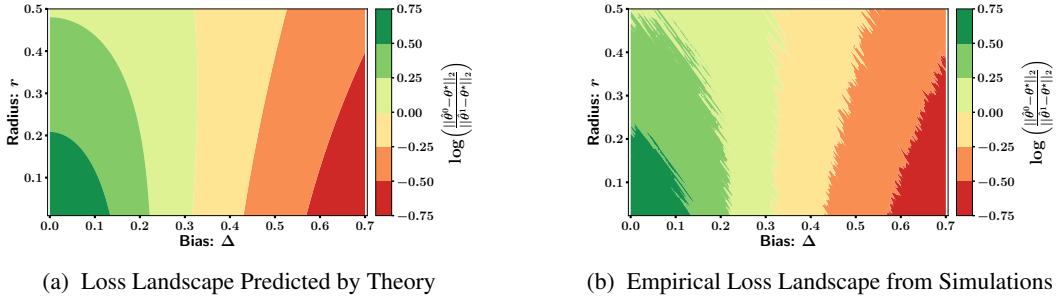 0.5
0.4
0.3
0.2
0.1
Radius: r
0.0 0.1 0.2 0.3 0.4 0.5 0.6 0.7
Bias: Δ
0.75
0.50
0.25
0.00
−0.25
−0.50
−0.75
log(||θ̂⁰−θ*||₂ / ||θ̂¹−θ*||₂)
(a) Loss Landscape Predicted by Theory
0.5
0.4
0.3
0.2
0.1
Radius: r
0.0 0.1 0.2 0.3 0.4 0.5 0.6 0.7
Bias: Δ
0.75
0.50
0.25
0.00
−0.25
−0.50
−0.75
log(||θ̂⁰−θ*||₂ / ||θ̂¹−θ*||₂)
(b) Empirical Loss Landscape from Simulations